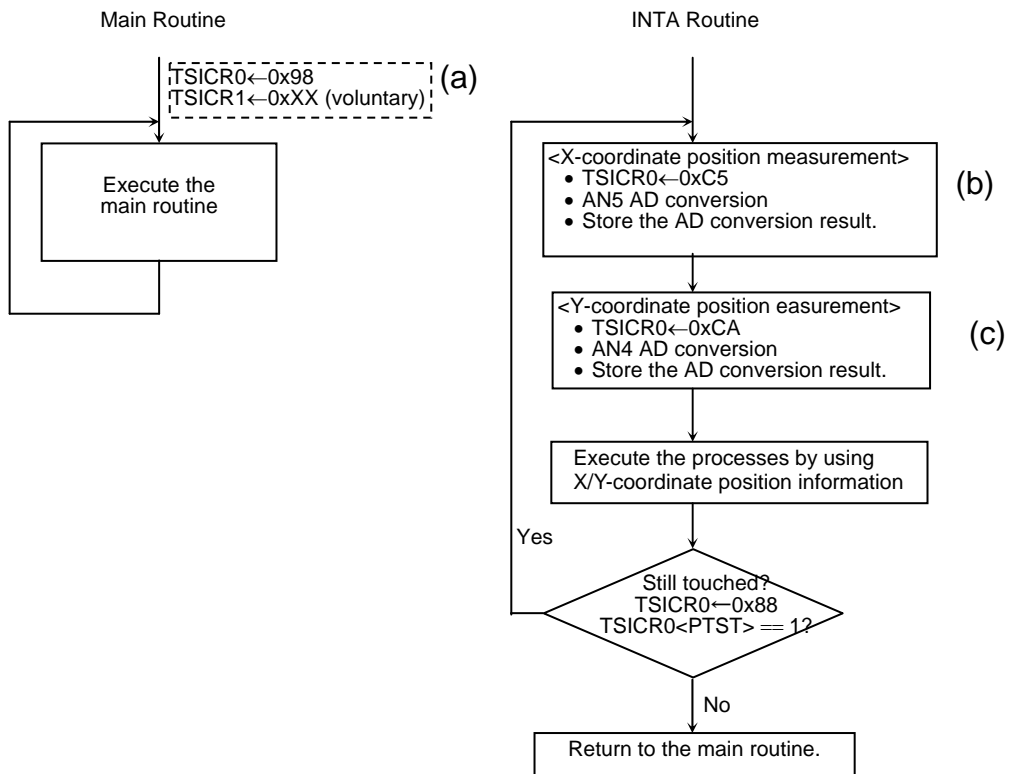 Main Routine
TSICR0←0x98
TSICR1←0xXX (voluntary)
(a)
Execute the
main routine
INTA Routine
<X-coordinate position measurement>
• TSICR0←0xC5
• AN5 AD conversion
• Store the AD conversion result.
(b)
<Y-coordinate position easurement>
• TSICR0←0xCA
• AN4 AD conversion
• Store the AD conversion result.
(c)
Execute the processes by using
X/Y-coordinate position information
Yes
Still touched?
TSICR0←0x88
TSICR0<PTST> == 1?
No
Return to the main routine.